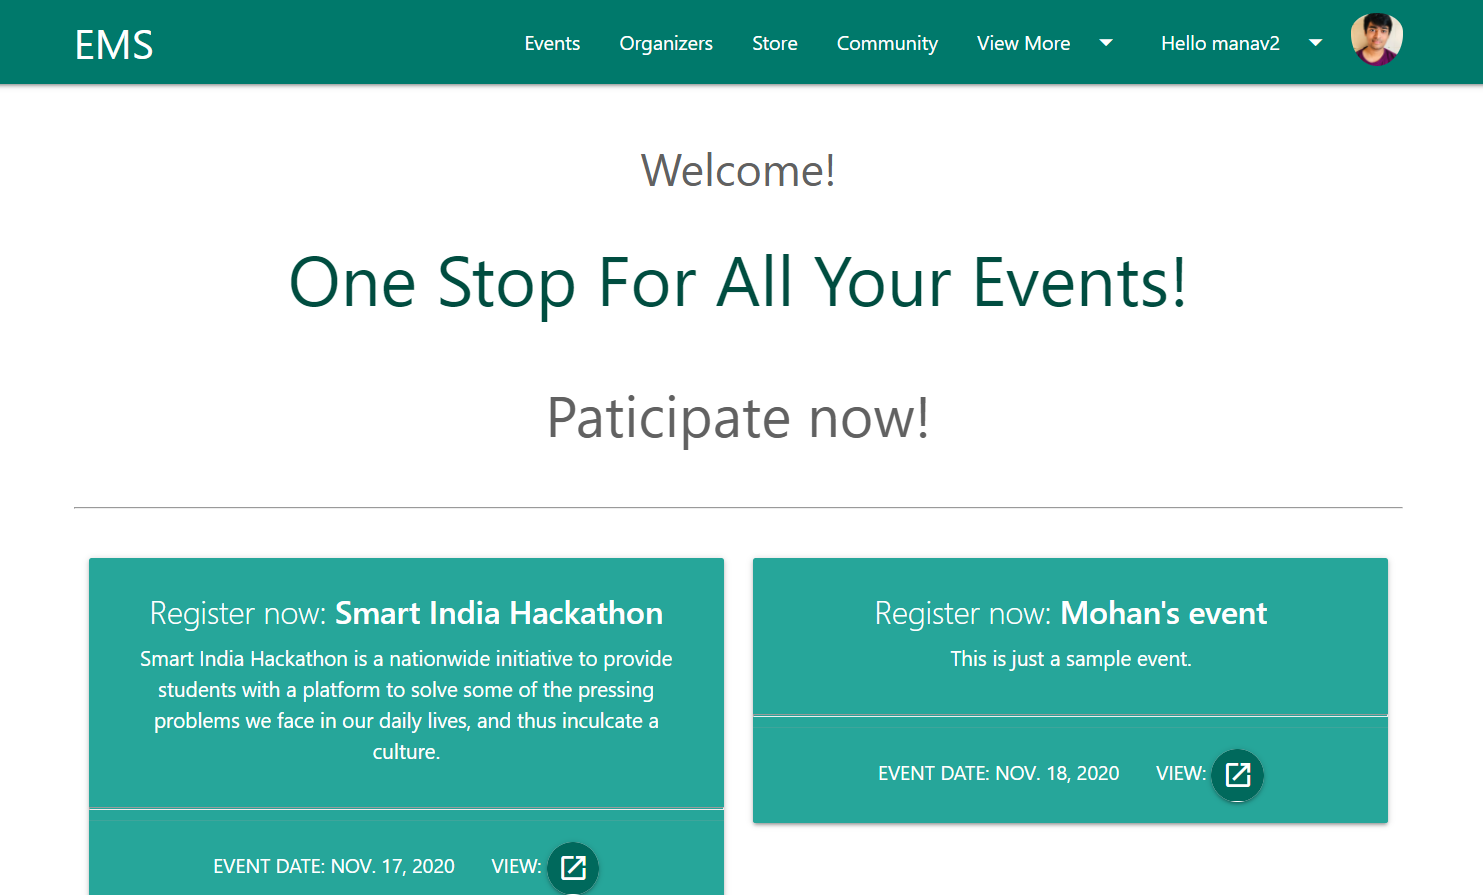 EMS
Events Organizers Store Community View More Hello manav2
Welcome!
One Stop For All Your Events!
Paticipate now!
Register now: Smart India Hackathon
Smart India Hackathon is a nationwide initiative to provide
students with a platform to solve some of the pressing
problems we face in our daily lives, and thus inculcate a
culture.
EVENT DATE: NOV. 17, 2020 VIEW:
Register now: Mohan's event
This is just a sample event.
EVENT DATE: NOV. 18, 2020 VIEW: